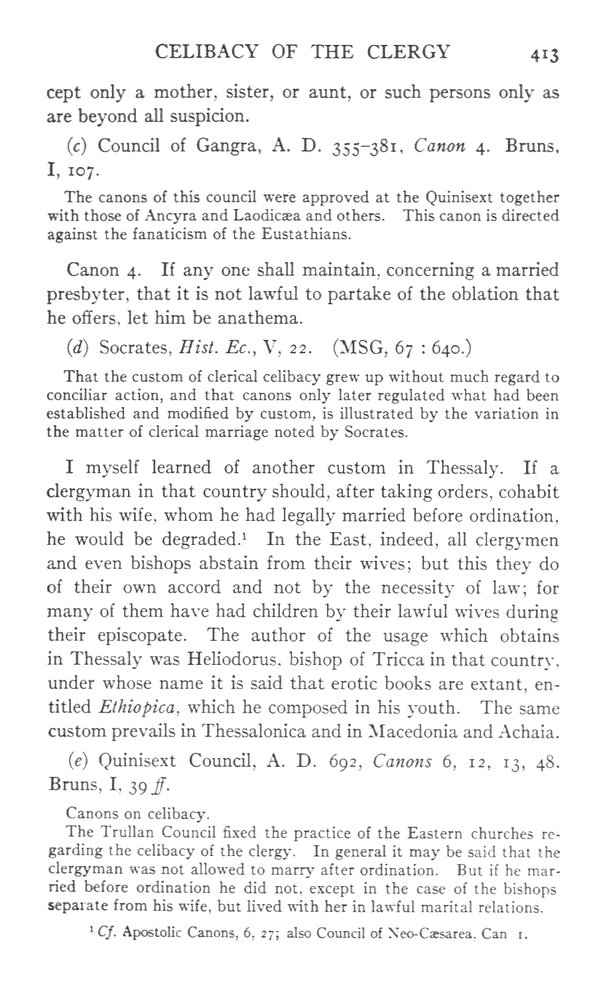 CELIBACY OF THE CLERGY 413
cept only a mother, sister, or aunt, or such persons only as
are beyond all suspicion.
(c) Council of Gangra, A. D. 355–381, Canon 4. Bruns,
I, 107.
The canons of this council were approved at the Quinisext together
with those of Ancyra and Laodicæa and others. This canon is directed
against the fanaticism of the Eustathians.
Canon 4. If any one shall maintain, concerning a married
presbyter, that it is not lawful to partake of the oblation that
he offers, let him be anathema.
(d) Socrates, Hist. Ec., V, 22. (MSG, 67 : 640.)
That the custom of clerical celibacy grew up without much regard to
conciliar action, and that canons only later regulated what had been
established and modified by custom, is illustrated by the variation in
the matter of clerical marriage noted by Socrates.
I myself learned of another custom in Thessaly. If a
clergyman in that country should, after taking orders, cohabit
with his wife, whom he had legally married before ordination,
he would be degraded.¹ In the East, indeed, all clergymen
and even bishops abstain from their wives; but this they do
of their own accord and not by the necessity of law; for
many of them have had children by their lawful wives during
their episcopate. The author of the usage which obtains
in Thessaly was Heliodorus, bishop of Tricca in that country,
under whose name it is said that erotic books are extant, en-
titled Ethiopica, which he composed in his youth. The same
custom prevails in Thessalonica and in Macedonia and Achaia.
(e) Quinisext Council, A. D. 692, Canons 6, 12, 13, 48.
Bruns, I, 39 ff.
Canons on celibacy.
The Trullan Council fixed the practice of the Eastern churches re-
garding the celibacy of the clergy. In general it may be said that the
clergyman was not allowed to marry after ordination. But if he mar-
ried before ordination he did not, except in the case of the bishops
separate from his wife, but lived with her in lawful marital relations.
¹ Cf. Apostolic Canons, 6, 27; also Council of Neo-Cæsarea. Can 1.